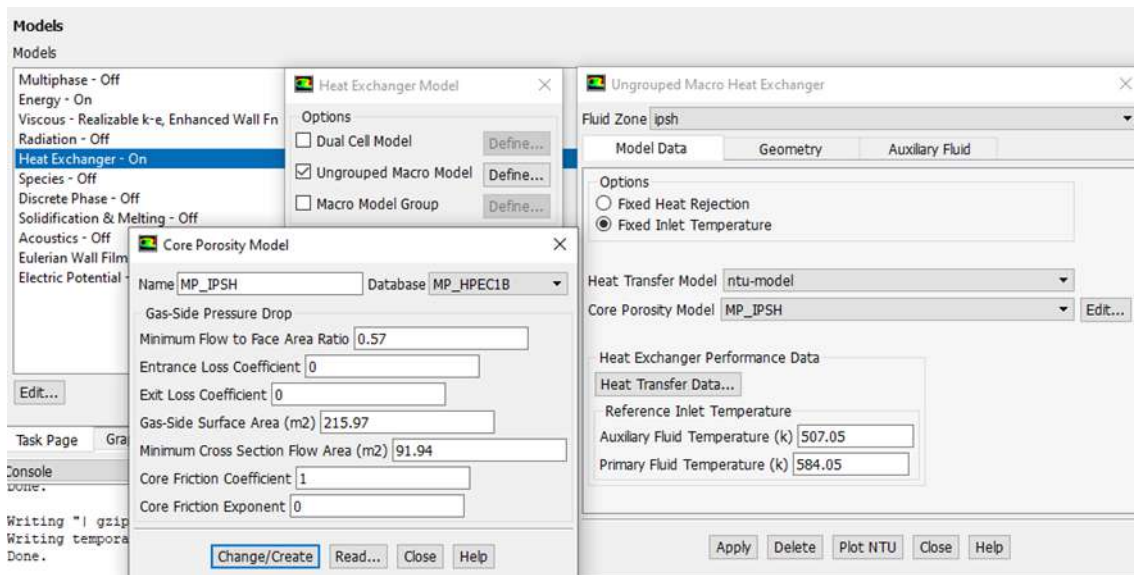 Models
Models
Multiphase - Off
Energy - On
Viscous - Realizable k-e, Enhanced Wall Fn
Radiation - Off
Heat Exchanger - On
Species - Off
Discrete Phase - Off
Solidification & Melting - Off
Acoustics - Off
Eulerian Wall Film
Electric Potential -
Edit...
Task Page
Console
Done.
Writing "| gzip
Writing tempora
Done.
Heat Exchanger Model
Options
Dual Cell Model Define...
Ungrouped Macro Model Define...
Macro Model Group Define...
Core Porosity Model
Name MP_IPSH Database MP_HPEC1B
Gas-Side Pressure Drop
Minimum Flow to Face Area Ratio 0.57
Entrance Loss Coefficient 0
Exit Loss Coefficient 0
Gas-Side Surface Area (m2) 215.97
Minimum Cross Section Flow Area (m2) 91.94
Core Friction Coefficient 1
Core Friction Exponent 0
Change/Create Read... Close Help
Ungrouped Macro Heat Exchanger
Fluid Zone ipsh
Model Data Geometry Auxiliary Fluid
Options
Fixed Heat Rejection
Fixed Inlet Temperature
Heat Transfer Model ntu-model
Core Porosity Model MP_IPSH Edit...
Heat Exchanger Performance Data
Heat Transfer Data...
Reference Inlet Temperature
Auxiliary Fluid Temperature (k) 507.05
Primary Fluid Temperature (k) 584.05
Apply Delete Plot NTU Close Help